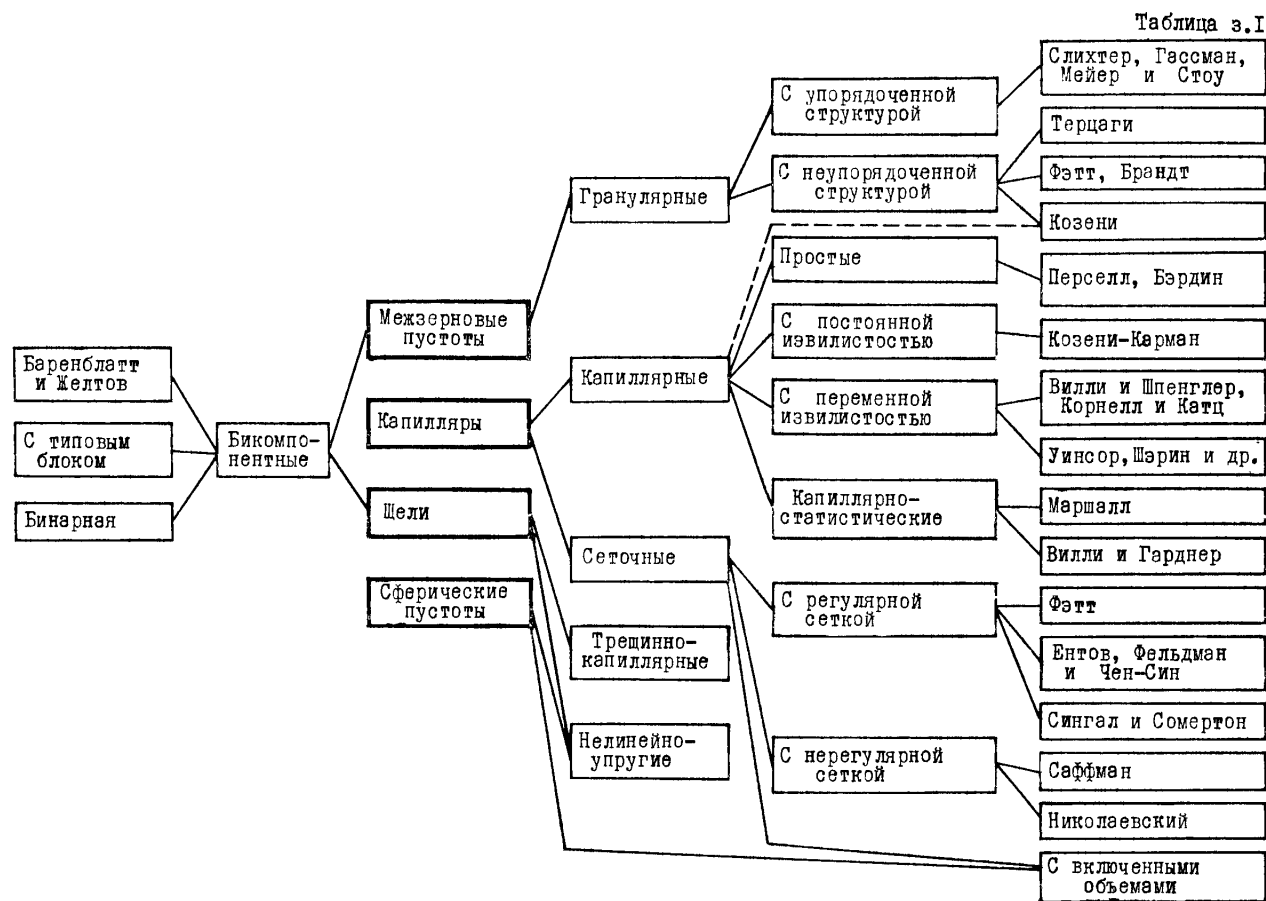 Таблица з.I
Баренблатт
и Желтов
С типовым
блоком
Бинарная
Бикомпо-
нентные
Межзерновые
пустоты
Капилляры
Щели
Сферические
пустоты
Гранулярные
Капиллярные
Сеточные
Трещинно-
капиллярные
Нелинейно-
упругие
С упорядоченной
структурой
С неупорядоченной
структурой
Простые
С постоянной
извилистостью
С переменной
извилистостью
Капиллярно-
статистические
С регулярной
сеткой
С нерегулярной
сеткой
Слихтер, Гассман,
Мейер и Стоу
Терцаги
Фэтт, Брандт
Козени
Перселл, Бэрдин
Козени-Карман
Вилли и Шпенглер,
Корнелл и Катц
Уинсор, Шэрин и др.
Маршалл
Вилли и Гарднер
Фэтт
Ентов, Фельдман
и Чен-Син
Сингал и Сомертон
Саффман
Николаевский
С включенными
объемами